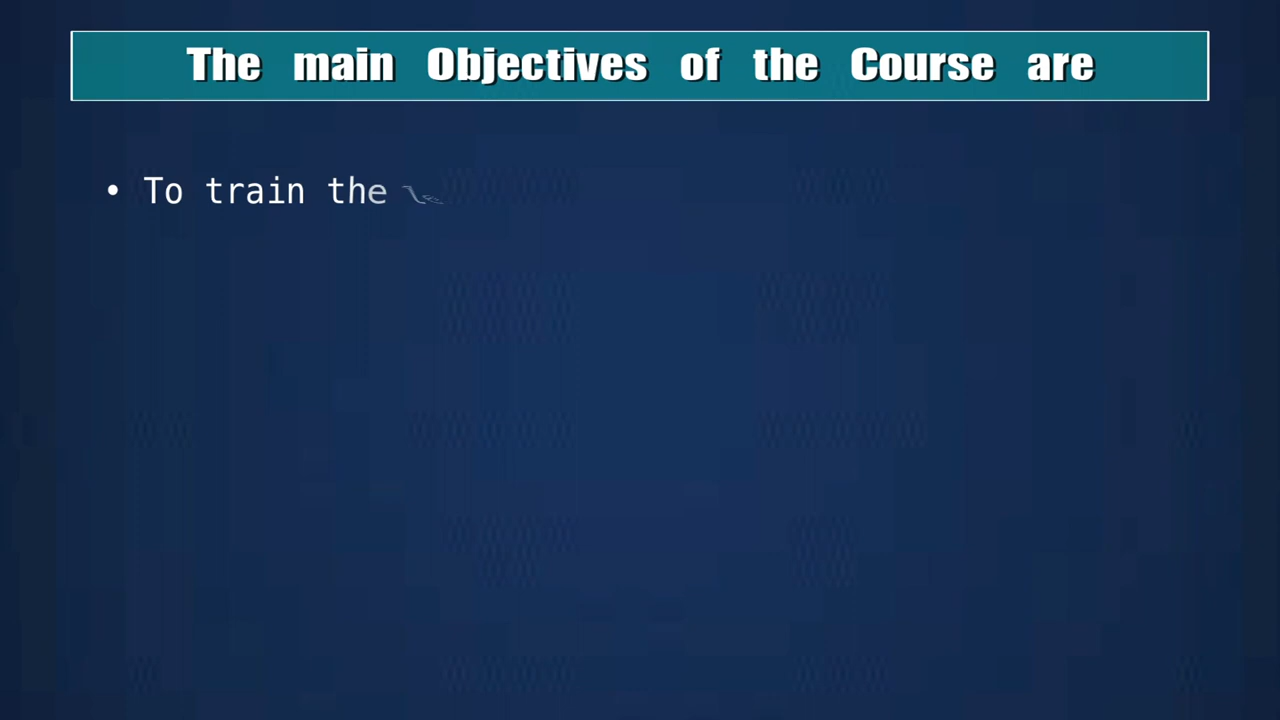 The main Objectives of the Course are
• To train the